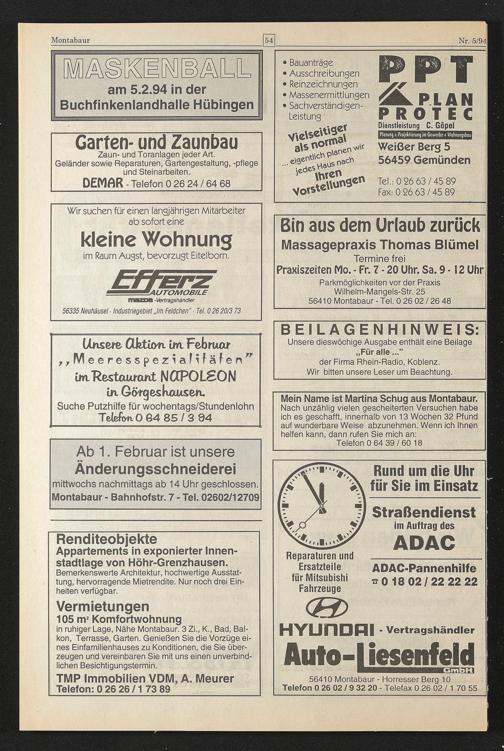 Montabaur
54
Nr. 5/94
MASKENBALL
am 5.2.94 in der
Buchfinkenlandhalle Hübingen
Garten- und Zaunbau
Zaun- und Toranlagen jeder Art.
Geländer sowie Reparaturen, Gartengestaltung, -pflege
und Steinarbeiten.
DEMAR - Telefon 0 26 24 / 64 68
Wir suchen für einen langjährigen Mitarbeiter
ab sofort eine
kleine Wohnung
im Raum Augst, bevorzugt Eitelborn.
Efferz
AUTOMOBILE
mazda -Vertragshändler
56335 Neuhäusel - Industriegebiet „Im Feldchen" · Tel. 0 26 20/3 73
Unsere Aktion im Februar
„Meeresspezialitäten"
im Restaurant NAPOLEON
in Görgeshausen.
Suche Putzhilfe für wochentags/Stundenlohn
Telefon 0 64 85 / 3 94
Ab 1. Februar ist unsere
Änderungsschneiderei
mittwochs nachmittags ab 14 Uhr geschlossen.
Montabaur - Bahnhofstr. 7 - Tel. 02602/12709
Renditeobjekte
Appartements in exponierter Innen-
stadtlage von Höhr-Grenzhausen.
Bemerkenswerte Architektur, hochwertige Ausstat-
tung, hervorragende Mietrendite. Nur noch drei Ein-
heiten verfügbar.
Vermietungen
105 m² Komfortwohnung
in ruhiger Lage, Nähe Montabaur. 3 Zi., K., Bad, Bal-
kon, Terrasse, Garten. Genießen Sie die Vorzüge ei-
nes Einfamilienhauses zu Konditionen, die Sie über-
zeugen und vereinbaren Sie mit uns einen unverbind-
lichen Besichtigungstermin.
TMP Immobilien VDM, A. Meurer
Telefon: 0 26 26 / 1 73 89
• Bauanträge
• Ausschreibungen
• Reinzeichnungen
• Massenermittlungen
• Sachverständigen-
Leistung
Vielseitiger
als normal
... eigentlich planen wir
jedes Haus nach
Ihren
Vorstellungen
PPT
PLAN
PROTEC
Dienstleistung C. Göpel
Planung + Projektierung im Gewerbe + Wohnungsbau
Weißer Berg 5
56459 Gemünden
Tel.: 0 26 63 / 45 89
Fax: 0 26 63 / 45 89
Bin aus dem Urlaub zurück
Massagepraxis Thomas Blümel
Termine frei
Praxiszeiten Mo. - Fr. 7 - 20 Uhr, Sa. 9 - 12 Uhr
Parkmöglichkeiten vor der Praxis
Wilhelm-Mangels-Str. 25
56410 Montabaur - Tel. 0 26 02 / 26 48
BEILAGENHINWEIS:
Unsere dieswöchige Ausgabe enthält eine Beilage
„Für alle ..."
der Firma Rhein-Radio, Koblenz.
Wir bitten unsere Leser um Beachtung.
Mein Name ist Martina Schug aus Montabaur.
Nach unzählig vielen gescheiterten Versuchen habe
ich es geschafft, innerhalb von 13 Wochen 32 Pfund
auf wunderbare Weise abzunehmen. Wenn ich Ihnen
helfen kann, dann rufen Sie mich an:
Telefon 0 64 39 / 60 18
Rund um die Uhr
für Sie im Einsatz
Straßendienst
im Auftrag des
ADAC
Reparaturen und
Ersatzteile
für Mitsubishi
Fahrzeuge
ADAC-Pannenhilfe
☎ 0 18 02 / 22 22 22
HYUNDAI - Vertragshändler
Auto-Liesenfeld
GmbH
56410 Montabaur - Horresser Berg 10
Telefon 0 26 02 / 9 32 20 - Telefax 0 26 02 / 1 70 55